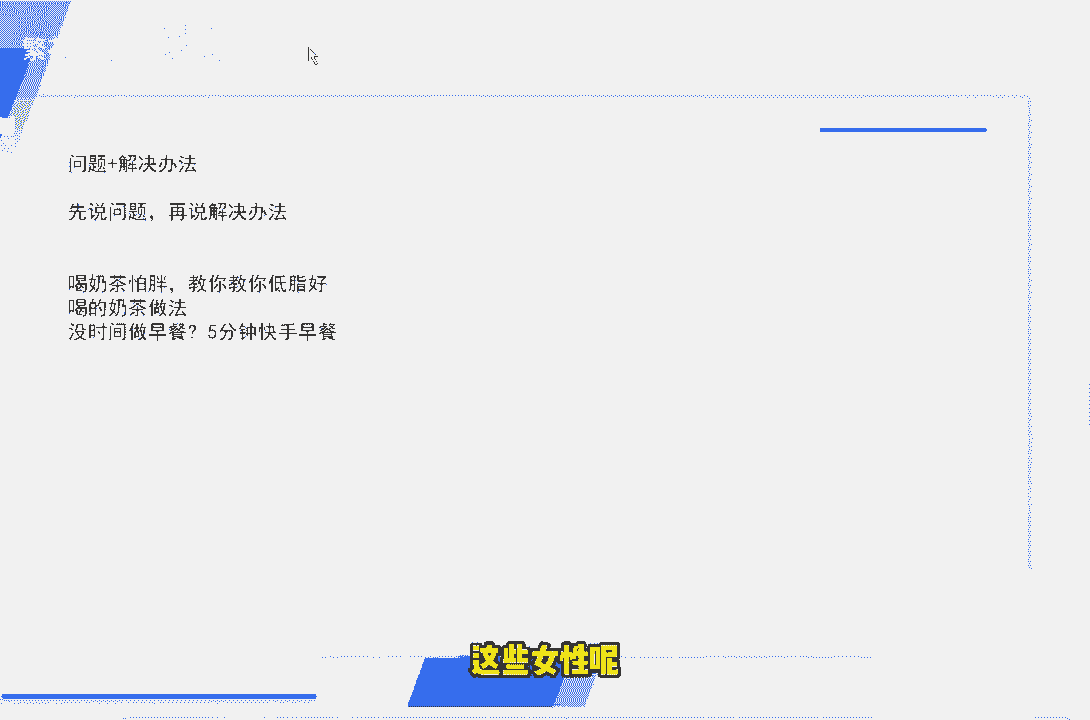 繁
问题+解决办法
先说问题，再说解决办法
喝奶茶怕胖，教你教你低脂好
喝的奶茶做法
没时间做早餐？5分钟快手早餐
这些女性呢